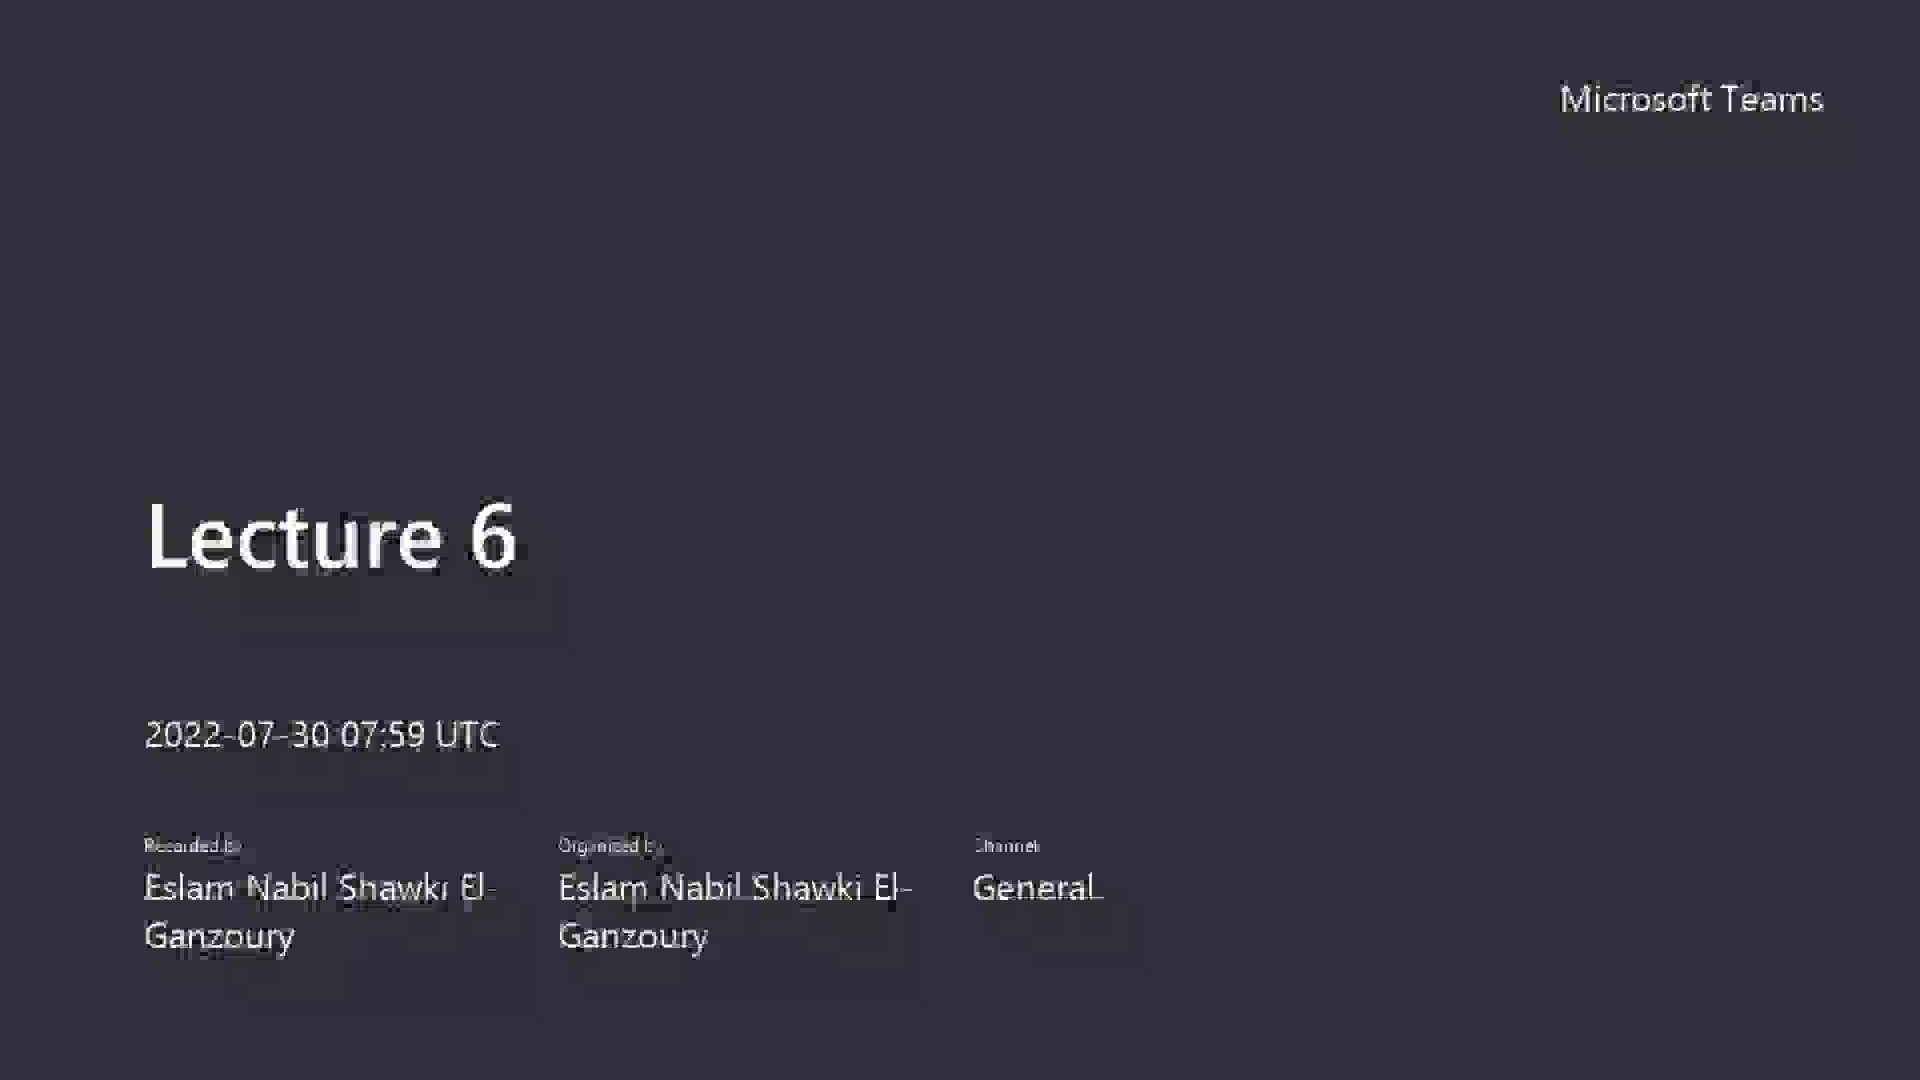 Microsoft Teams
Lecture 6
2022-07-30 07:59 UTC
Recorded by
Organized by
Channel
Eslam Nabil Shawki El-
Ganzoury
Eslam Nabil Shawki El-
Ganzoury
General